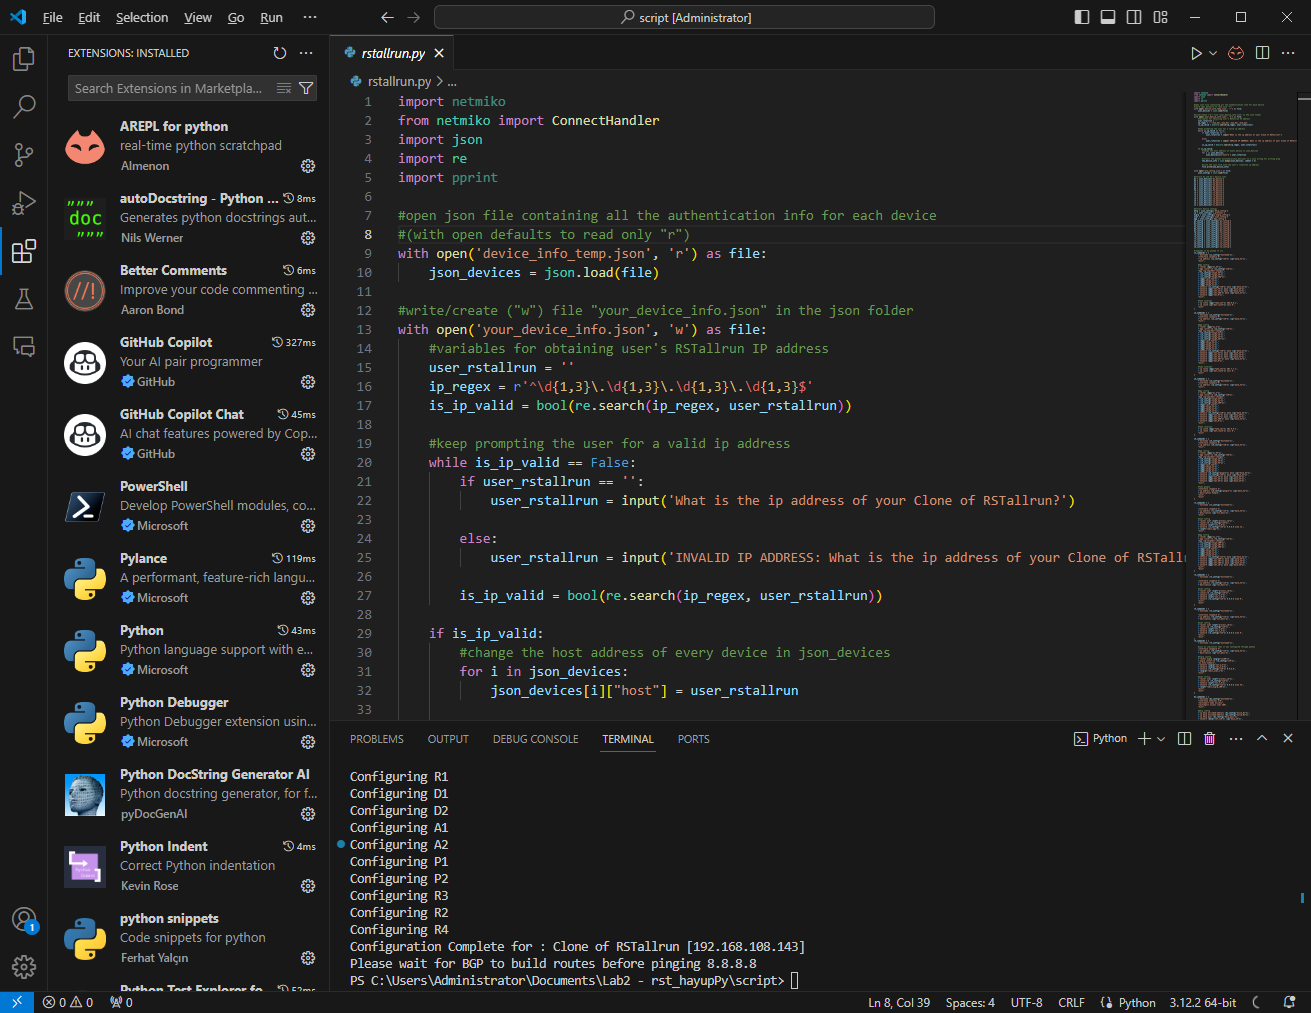 File Edit Selection View Go Run ···
script [Administrator]
EXTENSIONS: INSTALLED
Search Extensions in Marketpla...
AREPL for python
real-time python scratchpad
Almenon
autoDocstring - Python ... 8ms
Generates python docstrings aut...
Nils Werner
Better Comments 6ms
Improve your code commenting ...
Aaron Bond
GitHub Copilot 327ms
Your AI pair programmer
GitHub
GitHub Copilot Chat 45ms
AI chat features powered by Cop...
GitHub
PowerShell
Develop PowerShell modules, co...
Microsoft
Pylance 119ms
A performant, feature-rich langu...
Microsoft
Python 43ms
Python language support with e...
Microsoft
Python Debugger
Python Debugger extension usin...
Microsoft
Python DocString Generator AI
Python docstring generator, for f...
pyDocGenAI
Python Indent 4ms
Correct Python indentation
Kevin Rose
python snippets
Code snippets for python
Ferhat Yalçın
Python Test Explorer fo... 52ms
""" doc """
//!
1
rstallrun.py
rstallrun.py > ...
1 import netmiko
2 from netmiko import ConnectHandler
3 import json
4 import re
5 import pprint
6
7 #open json file containing all the authentication info for each device
8 #(with open defaults to read only "r")
9 with open('device_info_temp.json', 'r') as file:
10 json_devices = json.load(file)
11
12 #write/create ("w") file "your_device_info.json" in the json folder
13 with open('your_device_info.json', 'w') as file:
14 #variables for obtaining user's RSTallrun IP address
15 user_rstallrun = ''
16 ip_regex = r'^\d{1,3}\.\d{1,3}\.\d{1,3}\.\d{1,3}$'
17 is_ip_valid = bool(re.search(ip_regex, user_rstallrun))
18
19 #keep prompting the user for a valid ip address
20 while is_ip_valid == False:
21 if user_rstallrun == '':
22 user_rstallrun = input('What is the ip address of your Clone of RSTallrun?')
23
24 else:
25 user_rstallrun = input('INVALID IP ADDRESS: What is the ip address of your Clone of RSTall
26
27 is_ip_valid = bool(re.search(ip_regex, user_rstallrun))
28
29 if is_ip_valid:
30 #change the host address of every device in json_devices
31 for i in json_devices:
32 json_devices[i]["host"] = user_rstallrun
33
PROBLEMS OUTPUT DEBUG CONSOLE TERMINAL PORTS
Python
Configuring R1
Configuring D1
Configuring D2
Configuring A1
Configuring A2
Configuring P1
Configuring P2
Configuring R3
Configuring R2
Configuring R4
Configuration Complete for : Clone of RSTallrun [192.168.108.143]
Please wait for BGP to build routes before pinging 8.8.8.8
PS C:\Users\Administrator\Documents\Lab2 - rst_hayupPy\script>
0 0 0
Ln 8, Col 39 Spaces: 4 UTF-8 CRLF Python 3.12.2 64-bit